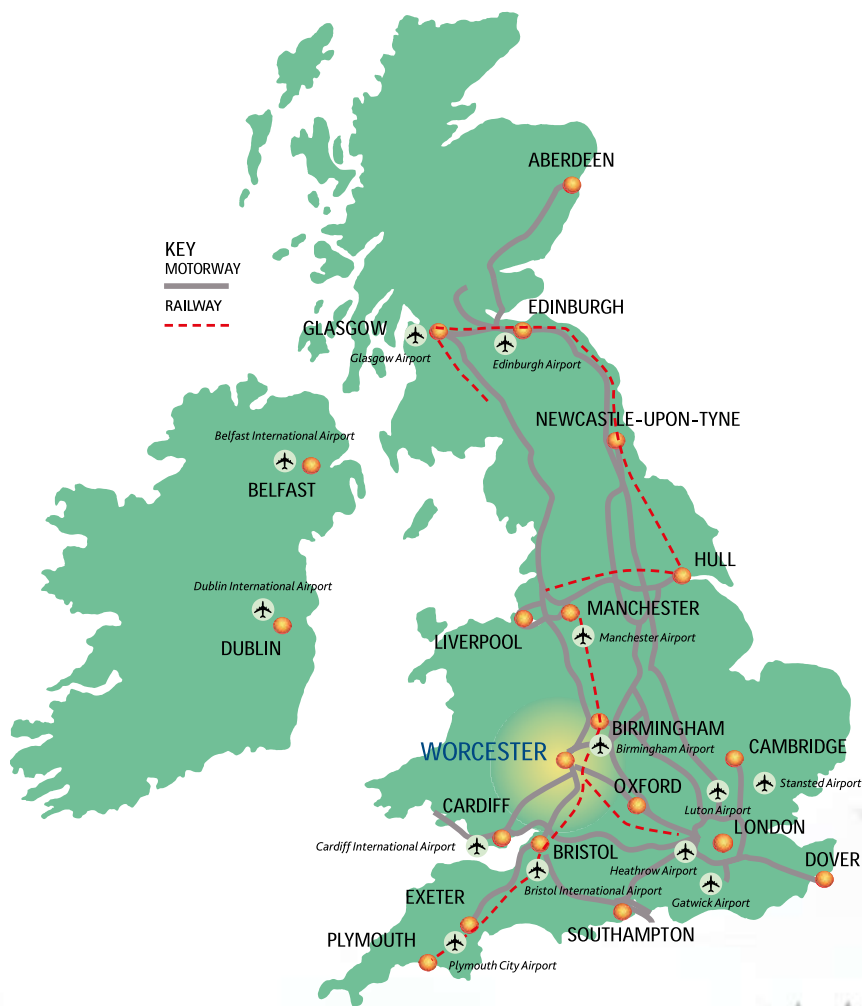 ABERDEEN
KEY
MOTORWAY
RAILWAY
EDINBURGH
GLASGOW
Glasgow Airport
Edinburgh Airport
NEWCASTLE-UPON-TYNE
Belfast International Airport
BELFAST
HULL
Dublin International Airport
MANCHESTER
LIVERPOOL
Manchester Airport
DUBLIN
BIRMINGHAM
Birmingham Airport
WORCESTER
CAMBRIDGE
Stansted Airport
OXFORD
Luton Airport
CARDIFF
LONDON
Cardiff International Airport
BRISTOL
DOVER
Heathrow Airport
Bristol International Airport
Gatwick Airport
EXETER
SOUTHAMPTON
PLYMOUTH
Plymouth City Airport